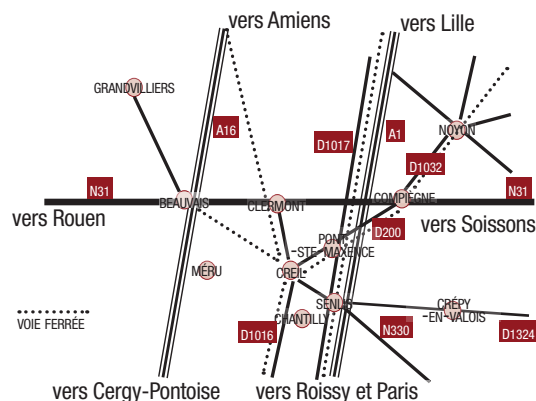 vers Amiens
vers Lille
GRANDVILLIERS
A16
D1017
A1
NOYON
D1032
N31
BEAUVAIS
CLERMONT
COMPIÈGNE
N31
vers Rouen
vers Soissons
D200
PONT
-STE-MAXENCE
CREIL
MÉRU
SENLIS
CRÉPY
-EN-VALOIS
CHANTILLY
VOIE FERRÉE
D1016
N330
D1324
vers Cergy-Pontoise
vers Roissy et Paris